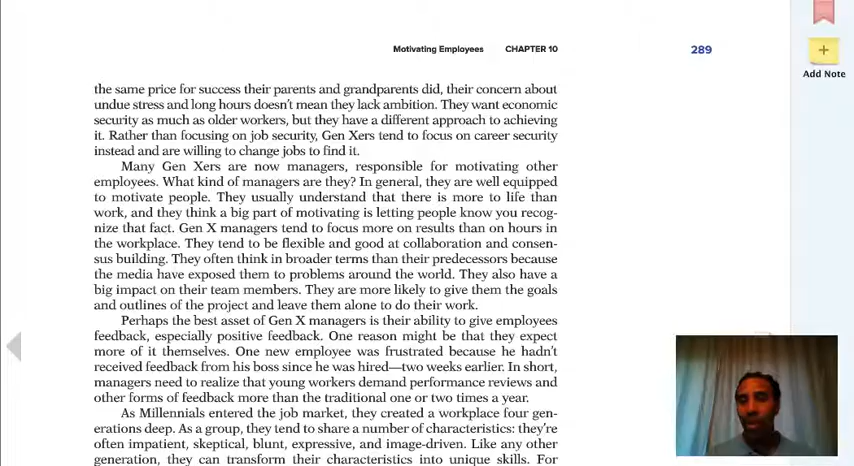 Motivating Employees CHAPTER 10 289
Add Note
the same price for success their parents and grandparents did, their concern about
undue stress and long hours doesn't mean they lack ambition. They want economic
security as much as older workers, but they have a different approach to achieving
it. Rather than focusing on job security, Gen Xers tend to focus on career security
instead and are willing to change jobs to find it.
Many Gen Xers are now managers, responsible for motivating other
employees. What kind of managers are they? In general, they are well equipped
to motivate people. They usually understand that there is more to life than
work, and they think a big part of motivating is letting people know you recog-
nize that fact. Gen X managers tend to focus more on results than on hours in
the workplace. They tend to be flexible and good at collaboration and consen-
sus building. They often think in broader terms than their predecessors because
the media have exposed them to problems around the world. They also have a
big impact on their team members. They are more likely to give them the goals
and outlines of the project and leave them alone to do their work.
Perhaps the best asset of Gen X managers is their ability to give employees
feedback, especially positive feedback. One reason might be that they expect
more of it themselves. One new employee was frustrated because he hadn't
received feedback from his boss since he was hired—two weeks earlier. In short,
managers need to realize that young workers demand performance reviews and
other forms of feedback more than the traditional one or two times a year.
As Millennials entered the job market, they created a workplace four gen-
erations deep. As a group, they tend to share a number of characteristics: they're
often impatient, skeptical, blunt, expressive, and image-driven. Like any other
generation, they can transform their characteristics into unique skills. For